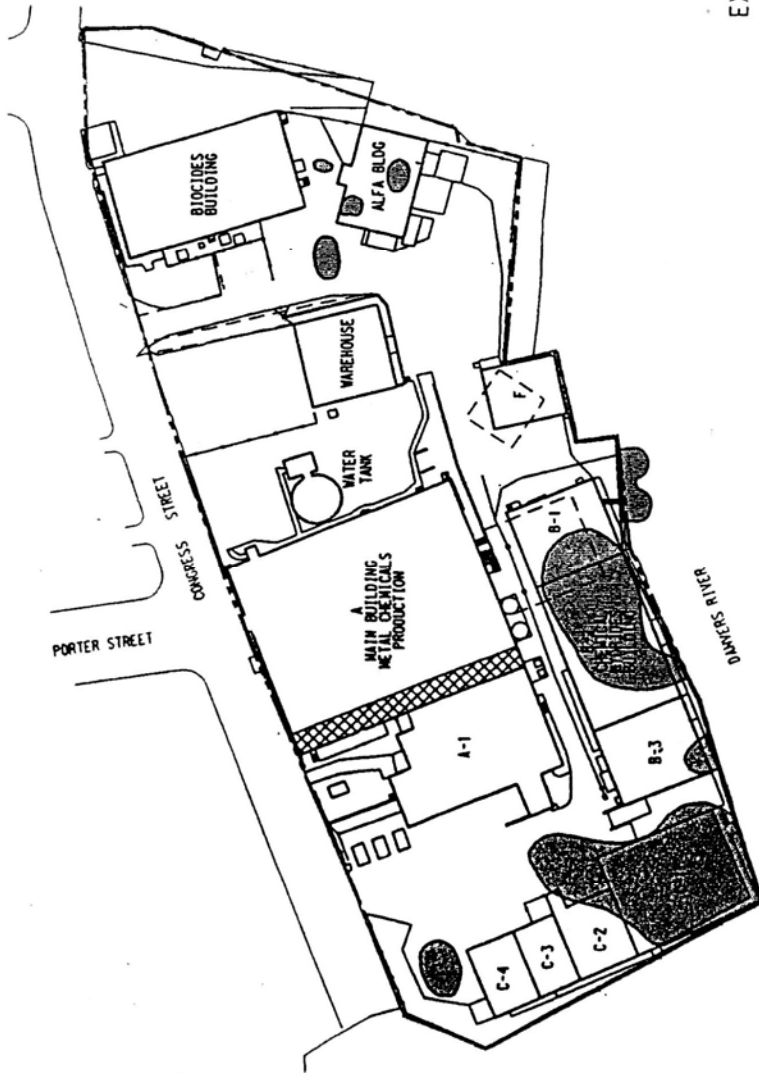 EX
BIOCIDES
BUILDING
ALFA BLDG
WAREHOUSE
WATER
TANK
CONGRESS STREET
PORTER STREET
A
MAIN BUILDING
METAL CHEMICALS
PRODUCTION
A-1
F
B-1
B-3
C-4
C-3
C-2
DANVERS RIVER